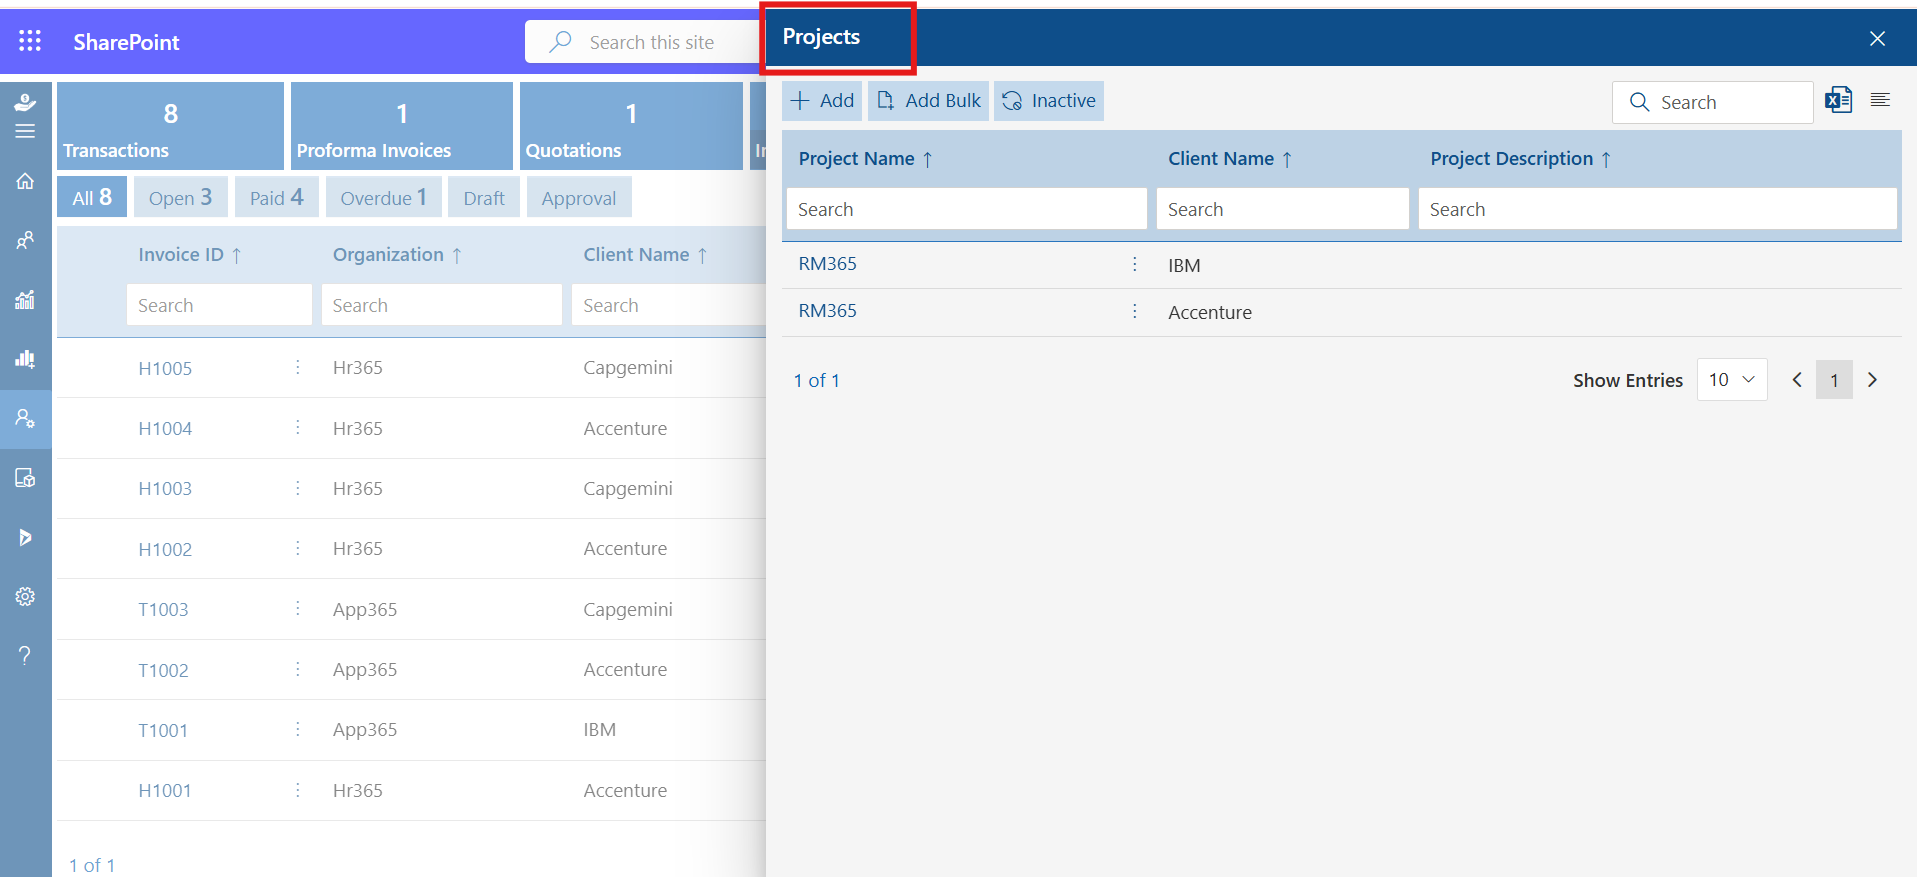 SharePoint
Search this site
8
Transactions
1
Proforma Invoices
1
Quotations
All 8
Open 3
Paid 4
Overdue 1
Draft
Approval
Invoice ID ↑
Organization ↑
Client Name ↑
Search
Search
Search
H1005 Hr365 Capgemini
H1004 Hr365 Accenture
H1003 Hr365 Capgemini
H1002 Hr365 Accenture
T1003 App365 Capgemini
T1002 App365 Accenture
T1001 App365 IBM
H1001 Hr365 Accenture
1 of 1
Projects
Add
Add Bulk
Inactive
Search
Project Name ↑
Client Name ↑
Project Description ↑
Search
Search
Search
RM365 IBM
RM365 Accenture
1 of 1
Show Entries 10
1